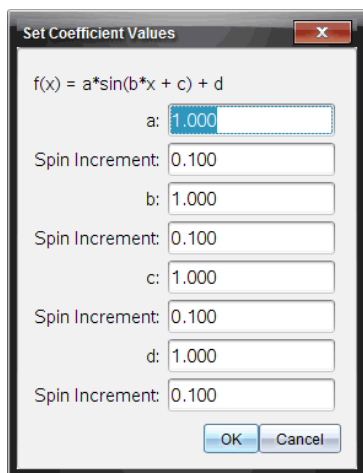 Set Coefficient Values
f(x) = a*sin(b*x + c) + d
a: 1.000
Spin Increment: 0.100
b: 1.000
Spin Increment: 0.100
c: 1.000
Spin Increment: 0.100
d: 1.000
Spin Increment: 0.100
OK Cancel